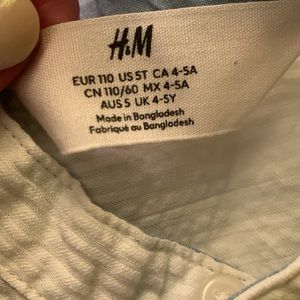 H&M
EUR 110 US 5T CA 4-5A
CN 110/60 MX 4-5A
AUS 5 UK 4-5Y
Made in Bangladesh
Fabriqué au Bangladesh